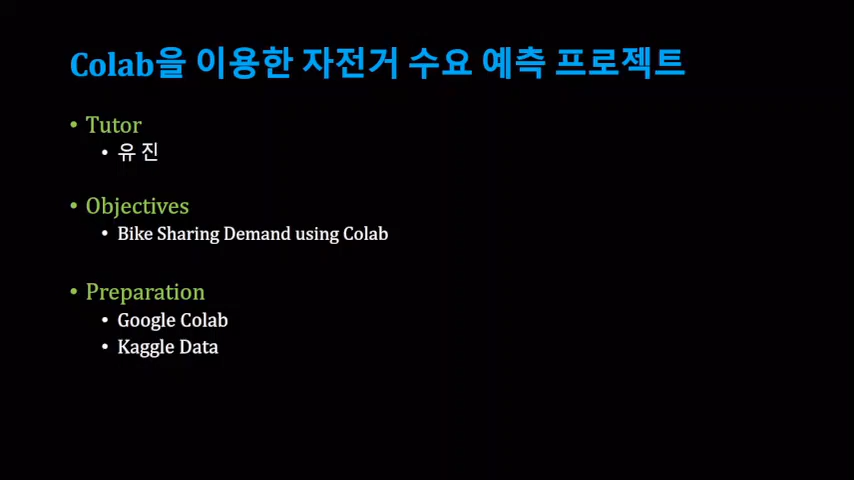 Colab을 이용한 자전거 수요 예측 프로젝트
• Tutor
• 유 진
• Objectives
• Bike Sharing Demand using Colab
• Preparation
• Google Colab
• Kaggle Data